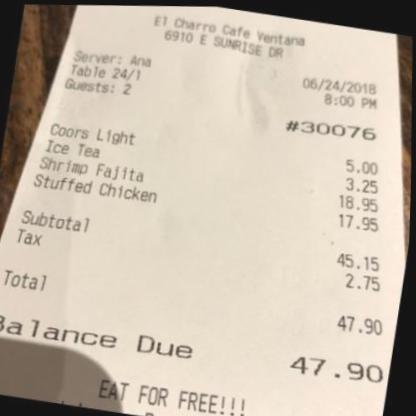 El Charro Cafe Ventana
6910 E SUNRISE DR
Server: Ana
06/24/2018
Table 24/1
8:00 PM
Guests: 2
#30076
Coors Light 5.00
Ice Tea 3.25
Shrimp Fajita 18.95
Stuffed Chicken 17.95
Subtotal 45.15
Tax 2.75
Total 47.90
Balance Due 47.90
EAT FOR FREE!!!